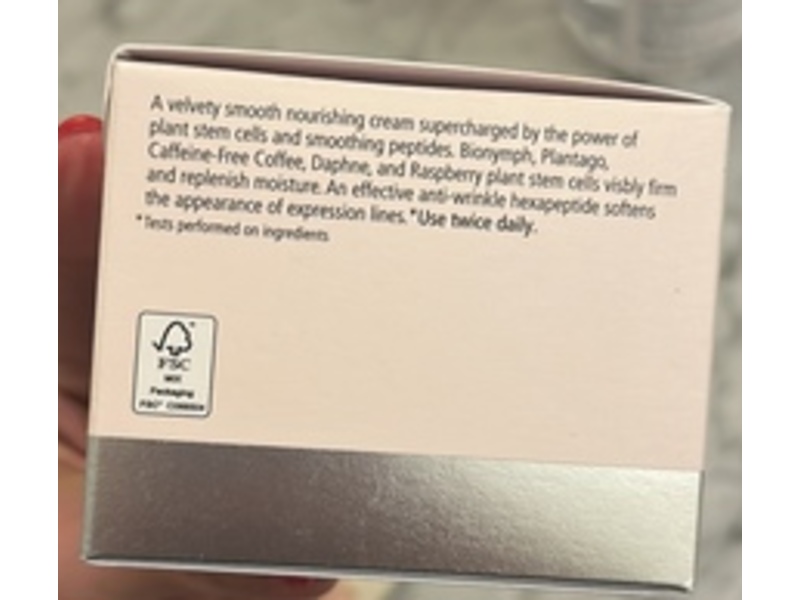 A velvety smooth nourishing cream supercharged by the power of
plant stem cells and smoothing peptides. Bionymph, Plantago,
Caffeine-Free Coffee, Daphne, and Raspberry plant stem cells visbly firm
and replenish moisture. An effective anti-wrinkle hexapeptide softens
the appearance of expression lines.*Use twice daily.
*Tests performed on ingredients
FSC
MIX
Packaging
FSC®